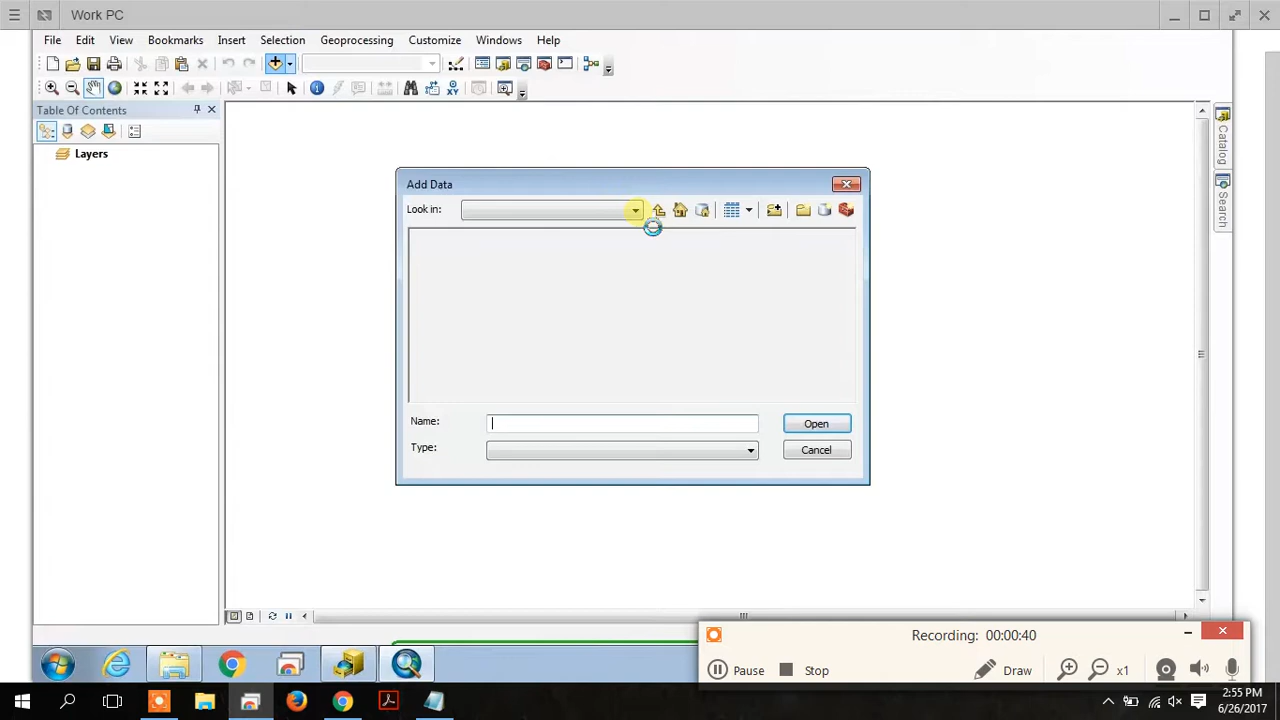 Work PC
File Edit View Bookmarks Insert Selection Geoprocessing Customize Windows Help
Table Of Contents
Layers
Catalog
Search
Add Data
Look in:
Name:
Open
Type:
Cancel
Recording: 00:00:40
Pause Stop Draw x1
2:55 PM
6/26/2017